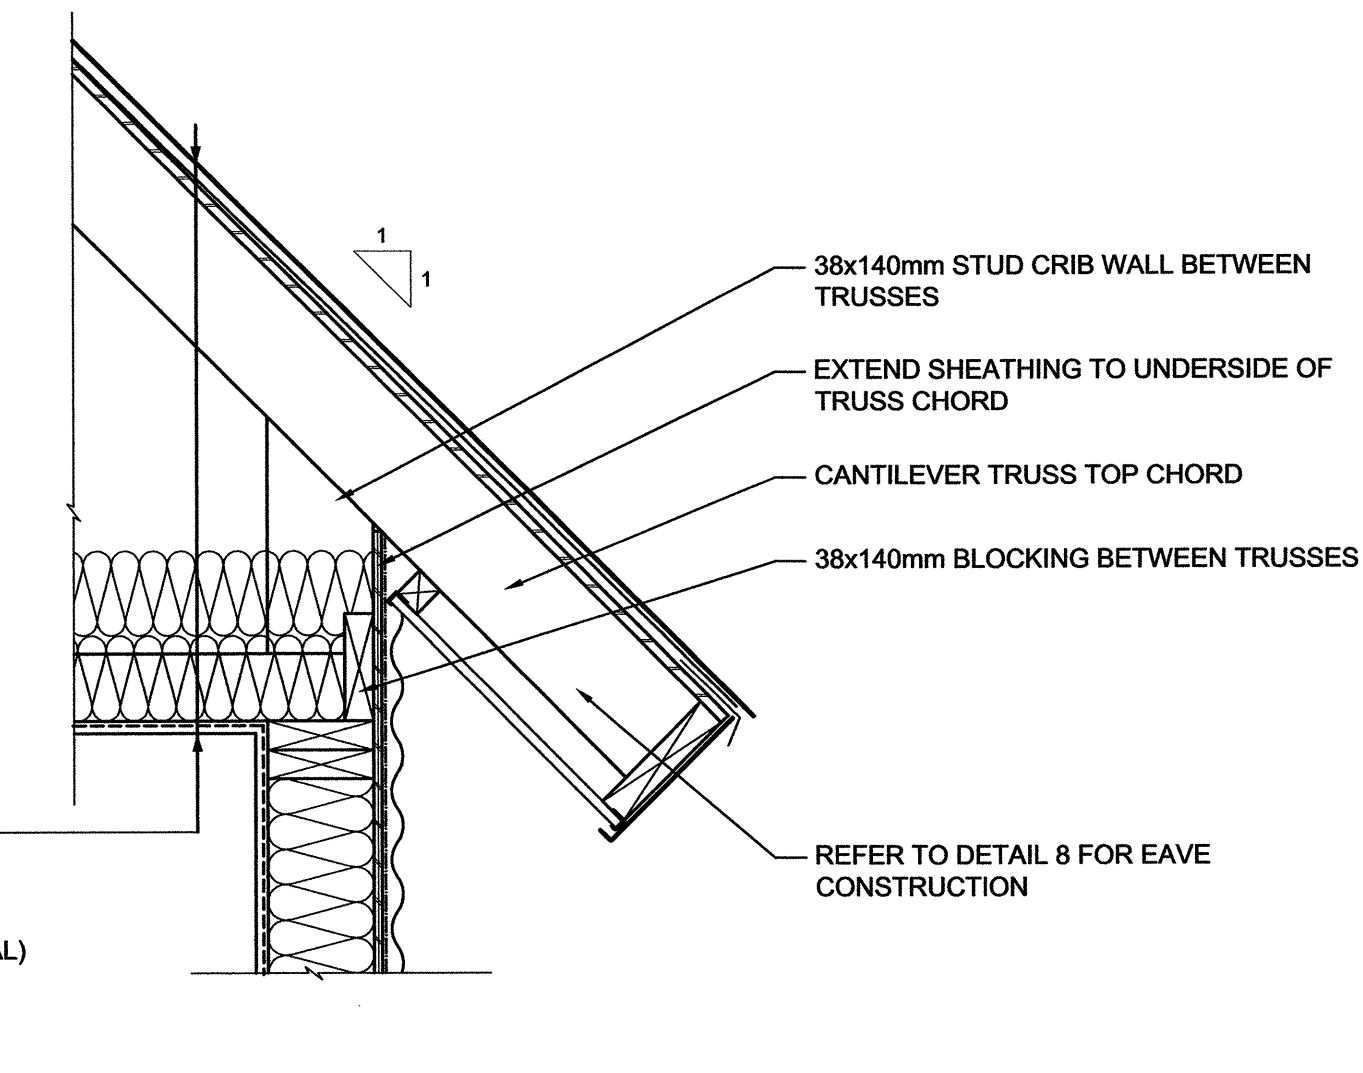 1
1
38x140mm STUD CRIB WALL BETWEEN
TRUSSES
EXTEND SHEATHING TO UNDERSIDE OF
TRUSS CHORD
CANTILEVER TRUSS TOP CHORD
38x140mm BLOCKING BETWEEN TRUSSES
REFER TO DETAIL 8 FOR EAVE
CONSTRUCTION
AL)